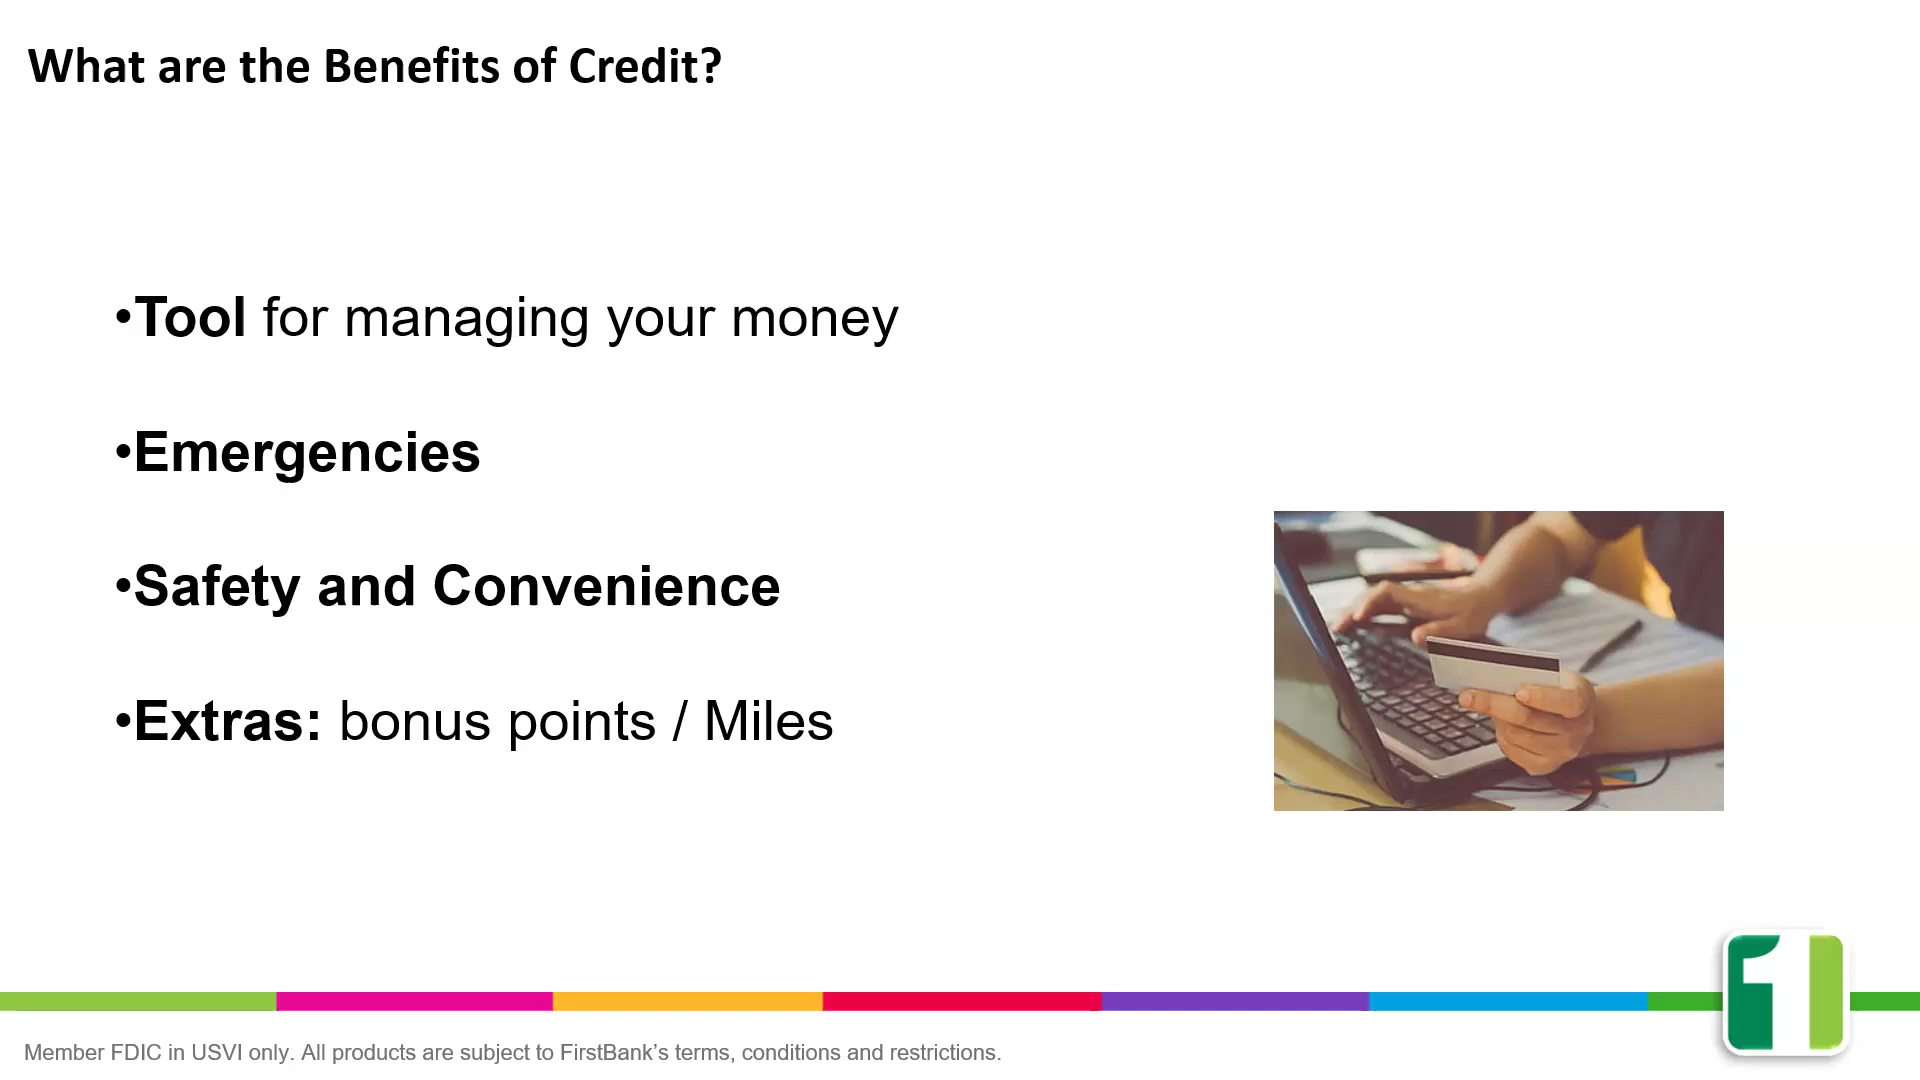 What are the Benefits of Credit?
•Tool for managing your money
•Emergencies
•Safety and Convenience
•Extras: bonus points / Miles
1
Member FDIC in USVI only. All products are subject to FirstBank’s terms, conditions and restrictions.